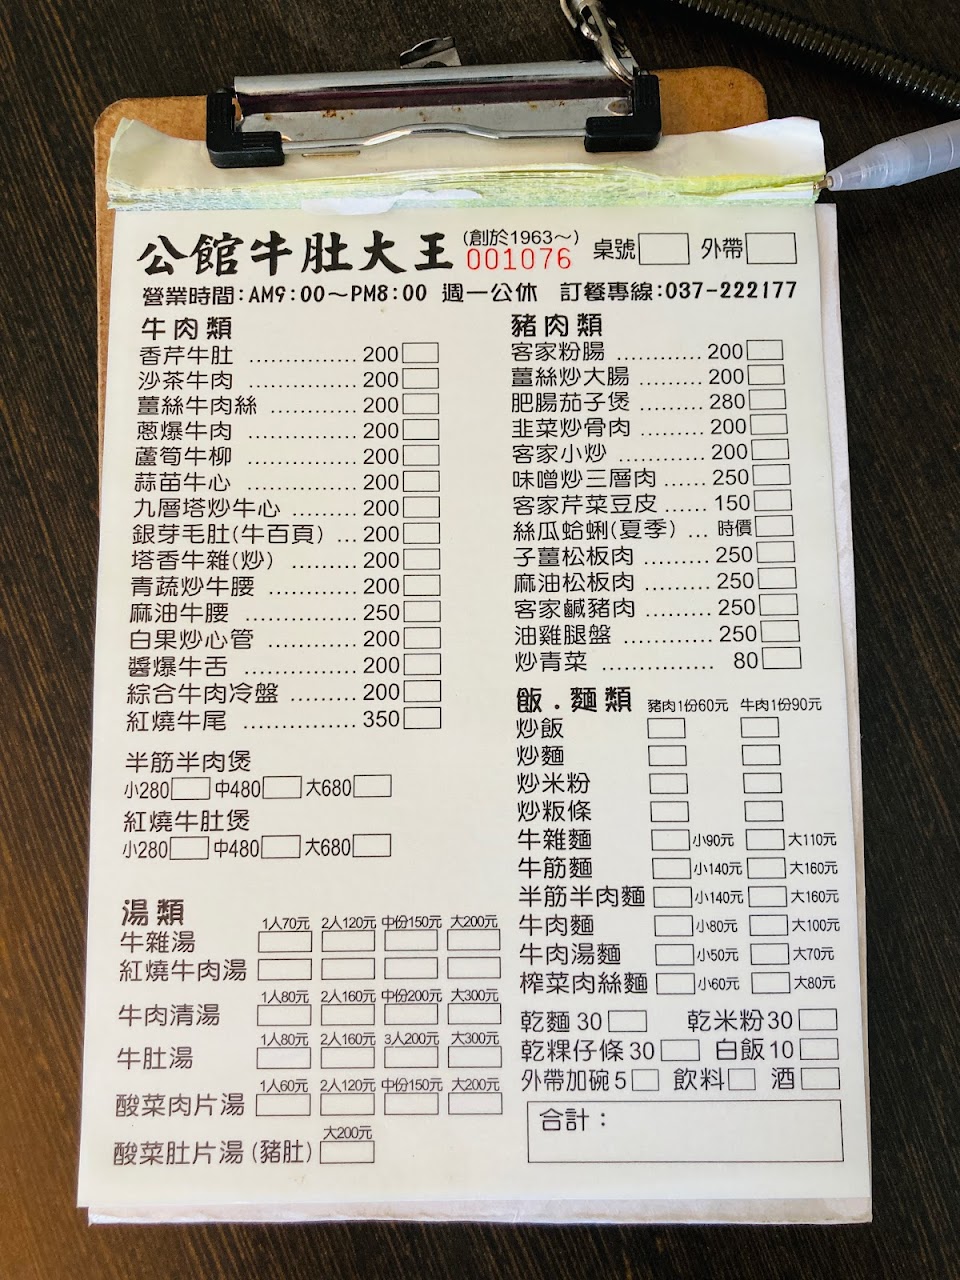 公館牛肚大王 (創於1963～) 001076 桌號 外帶
營業時間:AM9:00～PM8:00 週一公休 訂餐專線:037-222177
牛肉類
香芹牛肚 ............... 200
沙茶牛肉 ............... 200
薑絲牛肉絲 ............ 200
蔥爆牛肉 ............... 200
蘆筍牛柳 ............... 200
蒜苗牛心 ............... 200
九層塔炒牛心 ......... 200
銀芽毛肚(牛百頁) ... 200
塔香牛雜(炒) ......... 200
青蔬炒牛腰 ............ 200
麻油牛腰 ............... 250
白果炒心管 ............ 200
醬爆牛舌 ............... 200
綜合牛肉冷盤 ......... 200
紅燒牛尾 ............... 350
半筋半肉煲
小280 中480 大680
紅燒牛肚煲
小280 中480 大680
湯類
1人70元 2人120元 中份150元 大200元
牛雜湯
紅燒牛肉湯
1人80元 2人160元 中份200元 大300元
牛肉清湯
1人80元 2人160元 3人200元 大300元
牛肚湯
1人60元 2人120元 中份150元 大200元
酸菜肉片湯
大200元
酸菜肚片湯(豬肚)
豬肉類
客家粉腸 ............ 200
薑絲炒大腸 ......... 200
肥腸茄子煲 ......... 280
韭菜炒骨肉 ......... 200
客家小炒 ............ 200
味噌炒三層肉 ...... 250
客家芹菜豆皮 ...... 150
絲瓜蛤蜊(夏季) ... 時價
子薑松板肉 ......... 250
麻油松板肉 ......... 250
客家鹹豬肉 ......... 250
油雞腿盤 ............ 250
炒青菜 ............... 80
飯.麵類 豬肉1份60元 牛肉1份90元
炒飯
炒麵
炒米粉
炒粄條
牛雜麵 小90元 大110元
牛筋麵 小140元 大160元
半筋半肉麵 小140元 大160元
牛肉麵 小80元 大100元
牛肉湯麵 小50元 大70元
榨菜肉絲麵 小60元 大80元
乾麵30 乾米粉30
乾粿仔條30 白飯10
外帶加碗5 飲料 酒
合計：